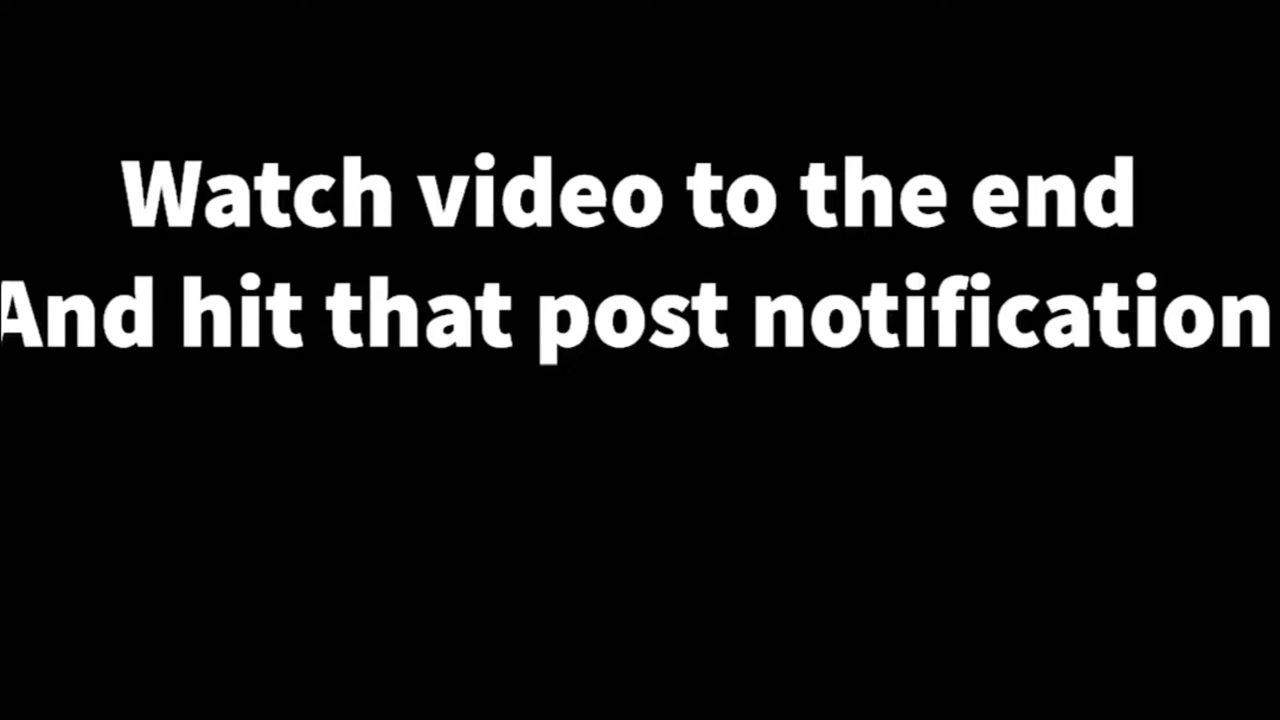 Watch video to the end
And hit that post notification